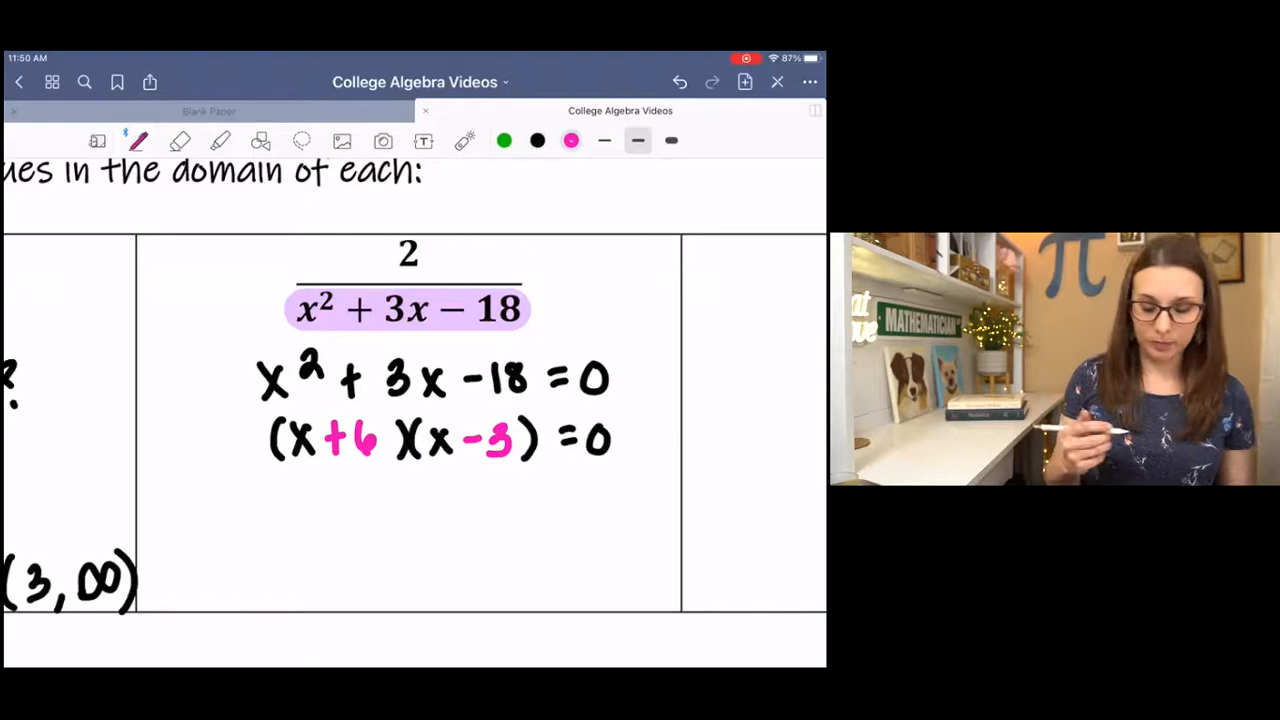 11:50 AM
87%
College Algebra Videos
Blank Paper
College Algebra Videos
ues in the domain of each:
2
x² + 3x − 18
x² + 3x - 18 = 0
(x + 6)(x - 3) = 0
?
(3, ∞)
π
MATHEMATICIAN
at